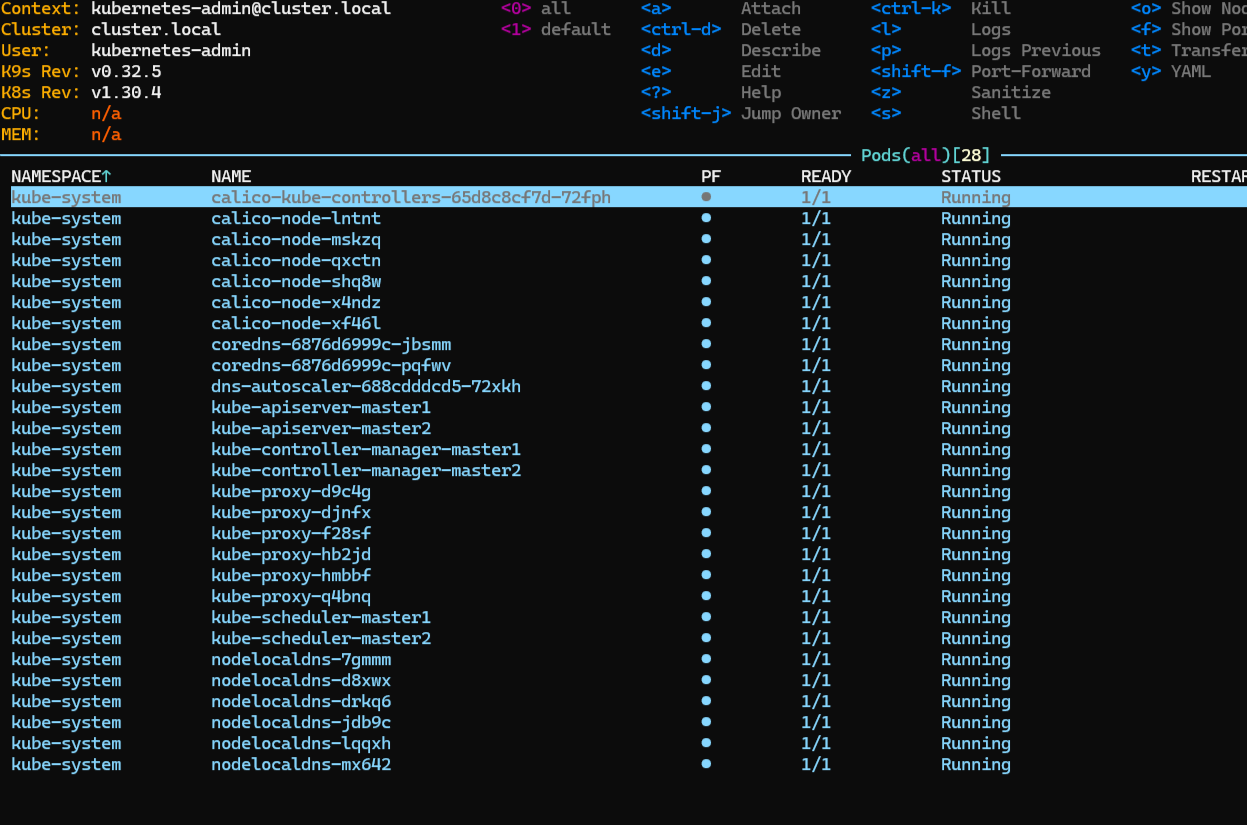 Context: kubernetes-admin@cluster.local <0> all <a> Attach <ctrl-k> Kill <o> Show Nod
Cluster: cluster.local <1> default <ctrl-d> Delete <l> Logs <f> Show Por
User: kubernetes-admin <d> Describe <p> Logs Previous <t> Transfer
K9s Rev: v0.32.5 <e> Edit <shift-f> Port-Forward <y> YAML
K8s Rev: v1.30.4 <?> Help <z> Sanitize
CPU: n/a <shift-j> Jump Owner <s> Shell
MEM: n/a
Pods(all)[28]
NAMESPACE↑ NAME PF READY STATUS RESTAR
kube-system calico-kube-controllers-65d8c8cf7d-72fph ● 1/1 Running
kube-system calico-node-lntnt ● 1/1 Running
kube-system calico-node-mskzq ● 1/1 Running
kube-system calico-node-qxctn ● 1/1 Running
kube-system calico-node-shq8w ● 1/1 Running
kube-system calico-node-x4ndz ● 1/1 Running
kube-system calico-node-xf46l ● 1/1 Running
kube-system coredns-6876d6999c-jbsmm ● 1/1 Running
kube-system coredns-6876d6999c-pqfwv ● 1/1 Running
kube-system dns-autoscaler-688cdddcd5-72xkh ● 1/1 Running
kube-system kube-apiserver-master1 ● 1/1 Running
kube-system kube-apiserver-master2 ● 1/1 Running
kube-system kube-controller-manager-master1 ● 1/1 Running
kube-system kube-controller-manager-master2 ● 1/1 Running
kube-system kube-proxy-d9c4g ● 1/1 Running
kube-system kube-proxy-djnfx ● 1/1 Running
kube-system kube-proxy-f28sf ● 1/1 Running
kube-system kube-proxy-hb2jd ● 1/1 Running
kube-system kube-proxy-hmbbf ● 1/1 Running
kube-system kube-proxy-q4bnq ● 1/1 Running
kube-system kube-scheduler-master1 ● 1/1 Running
kube-system kube-scheduler-master2 ● 1/1 Running
kube-system nodelocaldns-7gmmm ● 1/1 Running
kube-system nodelocaldns-d8xwx ● 1/1 Running
kube-system nodelocaldns-drkq6 ● 1/1 Running
kube-system nodelocaldns-jdb9c ● 1/1 Running
kube-system nodelocaldns-lqqxh ● 1/1 Running
kube-system nodelocaldns-mx642 ● 1/1 Running